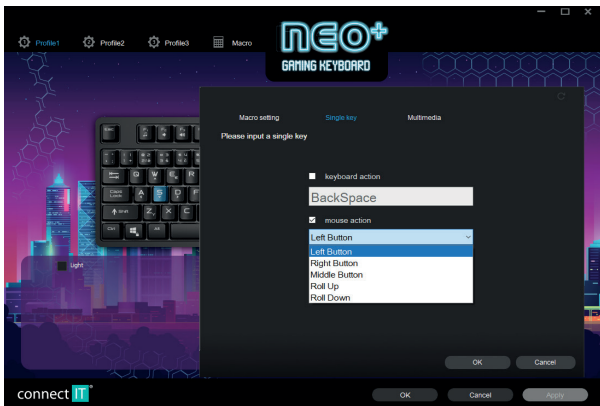 NEO+
GAMING KEYBOARD
Profile1
Profile2
Profile3
Macro
Macro setting
Single key
Multimedia
Please input a single key
keyboard action
BackSpace
mouse action
Left Button
Left Button
Right Button
Middle Button
Roll Up
Roll Down
Light
OK
Cancel
connect IT
OK
Cancel
Apply
Q
W
E
R
A
S
D
F
Z
X
C